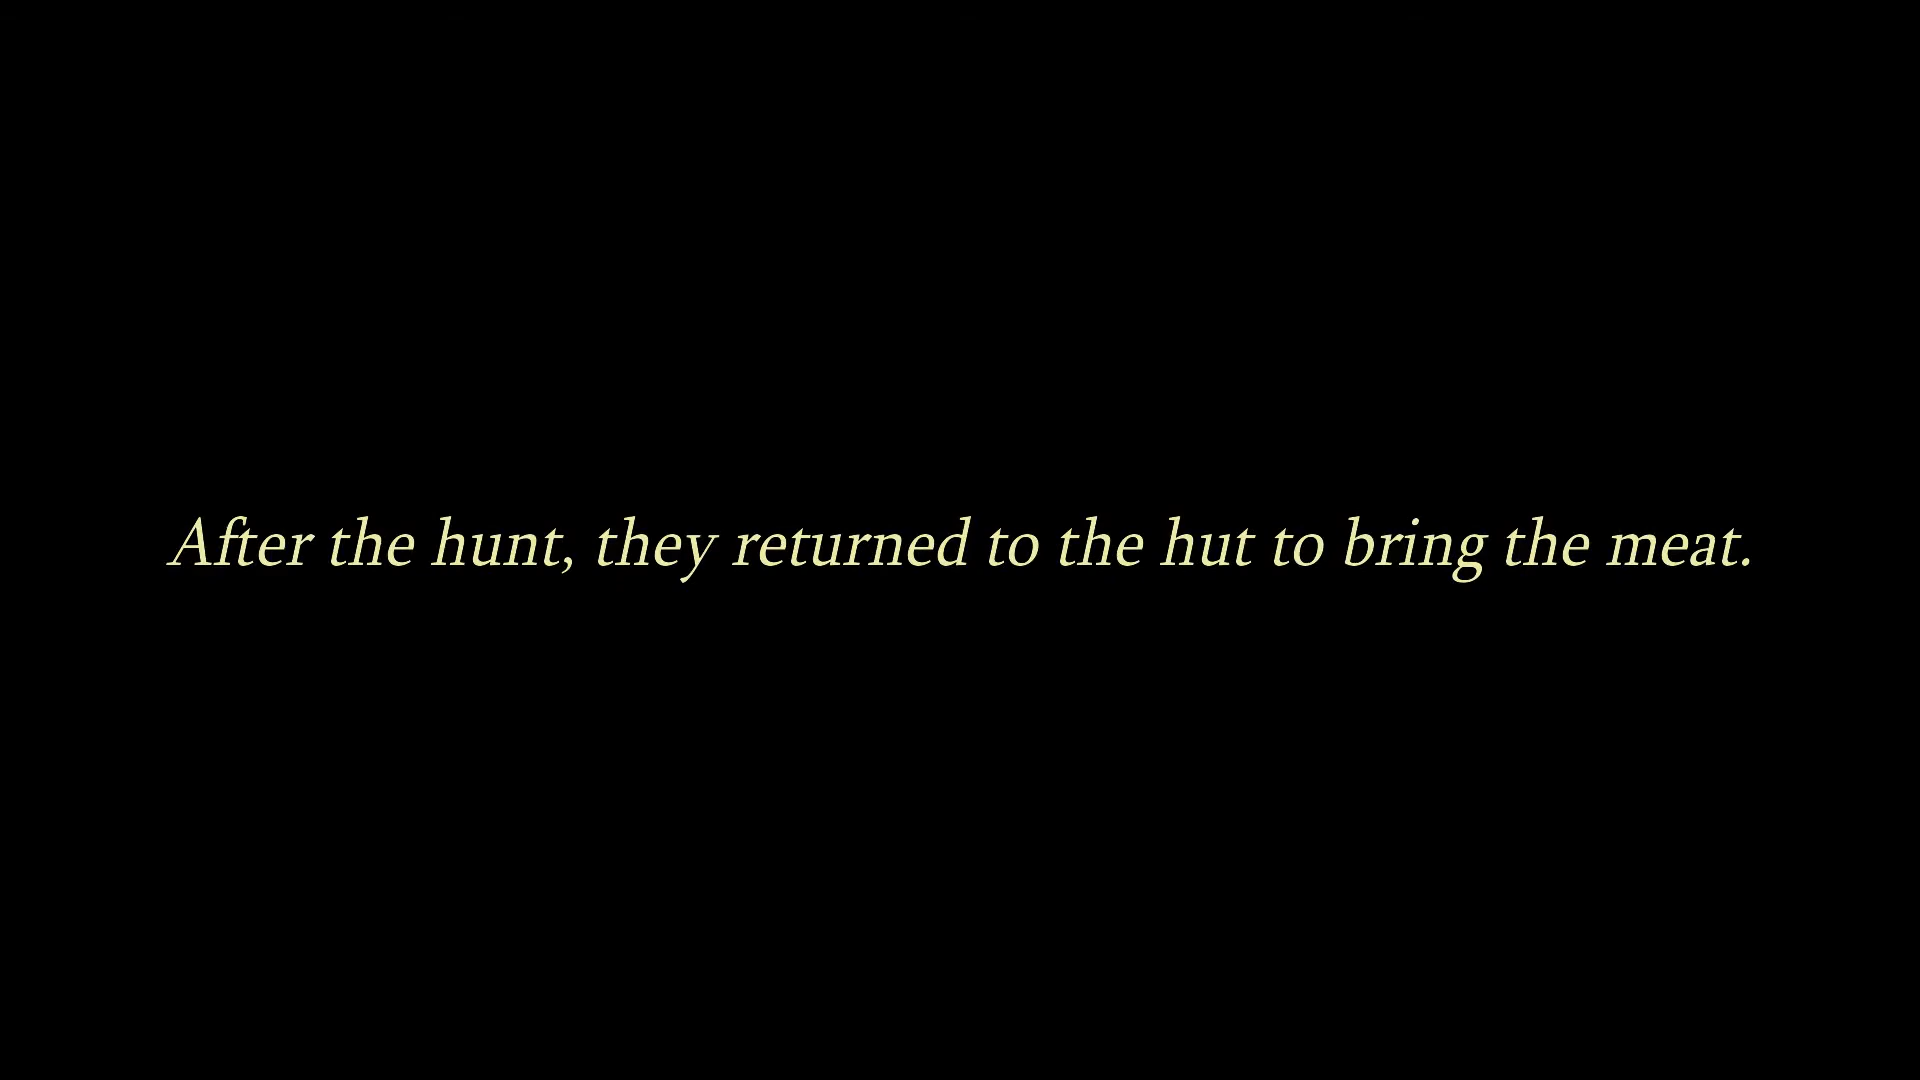 After the hunt, they returned to the hut to bring the meat.